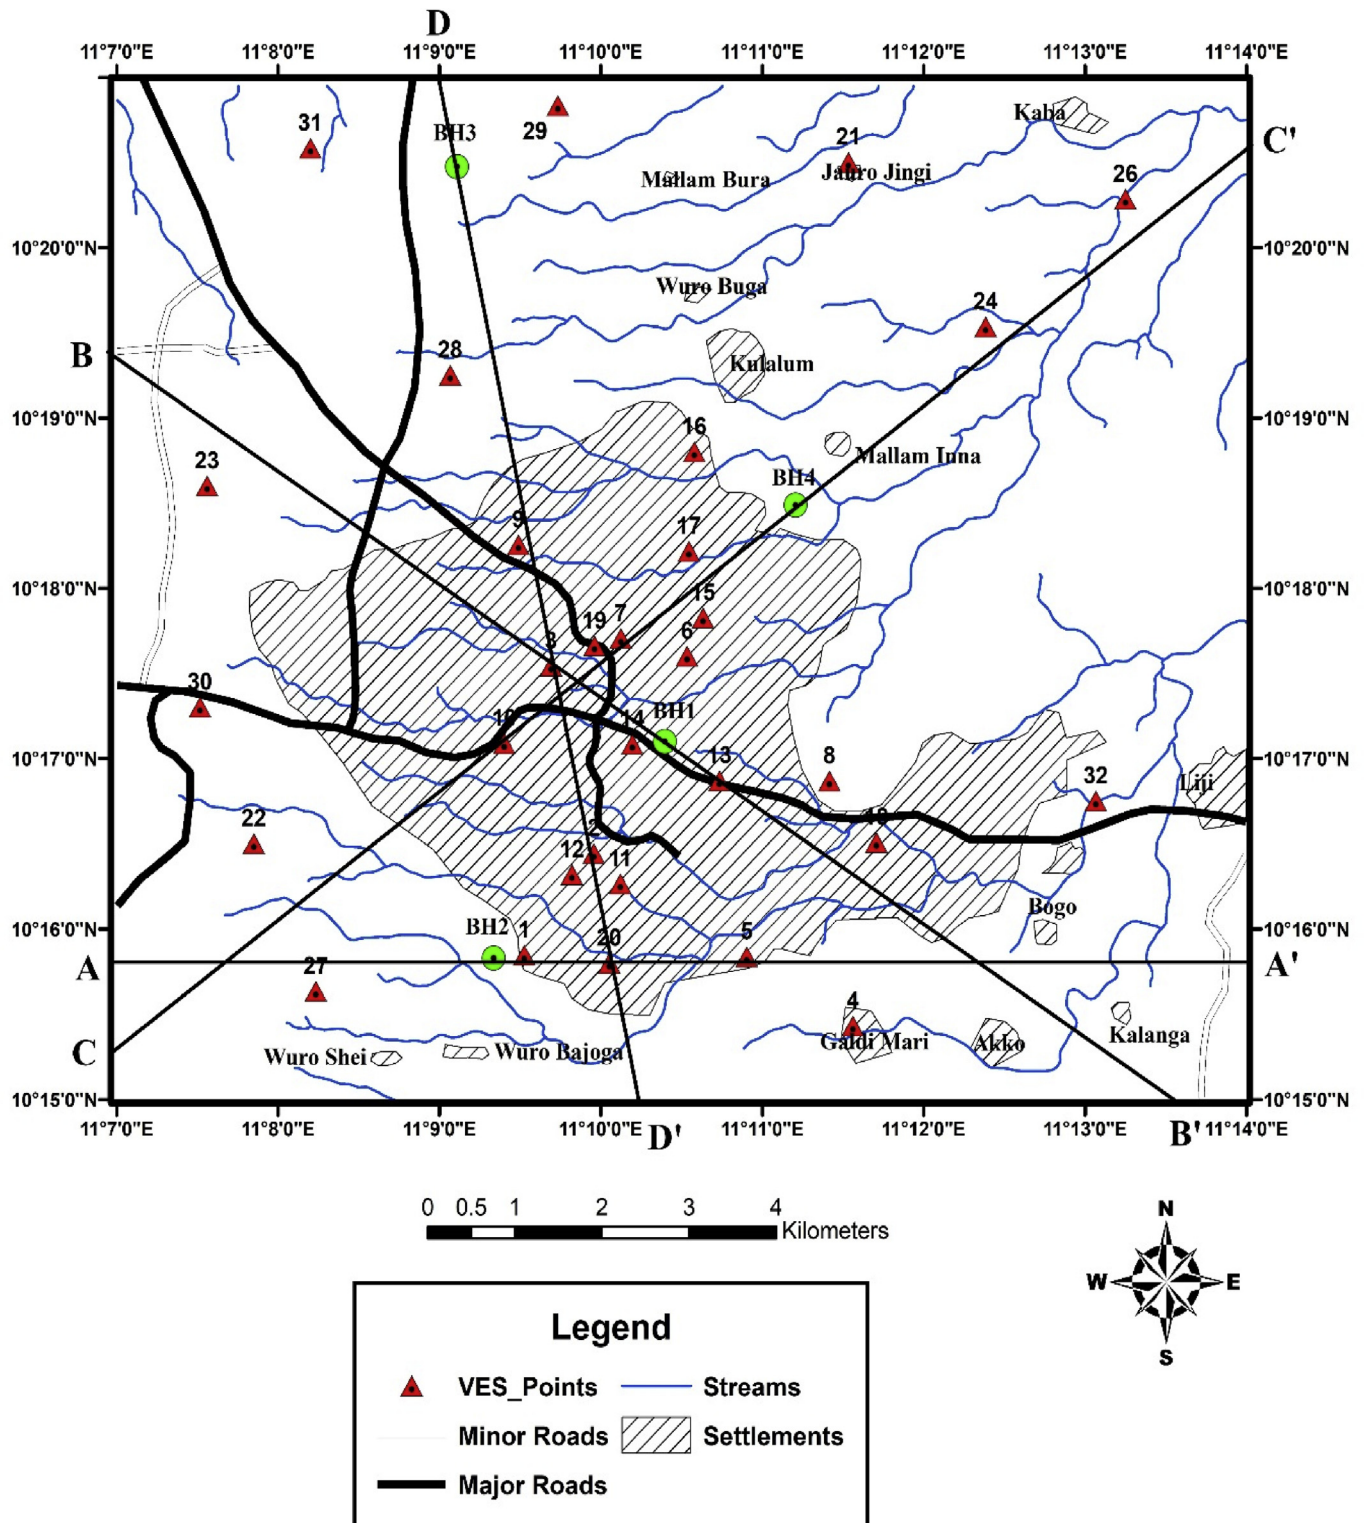 D
11°7'0"E 11°8'0"E 11°9'0"E 11°10'0"E 11°11'0"E 11°12'0"E 11°13'0"E 11°14'0"E
29
Kaba
31
BH3
21
C'
Mallam Bura
Jauro Jingi
26
10°20'0"N
10°20'0"N
Wuro Buga
24
B
28
Kulalum
10°19'0"N
10°19'0"N
16
23
Mallam Inna
BH4
9
17
10°18'0"N
10°18'0"N
15
19
7
3
6
30
BH1
10
14
10°17'0"N
10°17'0"N
13
8
Liji
32
22
18
2
12
11
Bogo
10°16'0"N
10°16'0"N
BH2
1
20
5
A
A'
27
4
Galdi Mari
Akko
Kalanga
C
Wuro Shei
Wuro Bajoga
10°15'0"N
10°15'0"N
11°7'0"E 11°8'0"E 11°9'0"E 11°10'0"E 11°11'0"E 11°12'0"E 11°13'0"E 11°14'0"E
D'
B'
0 0.5 1 2 3 4
Kilometers
N
W
E
S
Legend
VES_Points
Streams
Minor Roads
Settlements
Major Roads